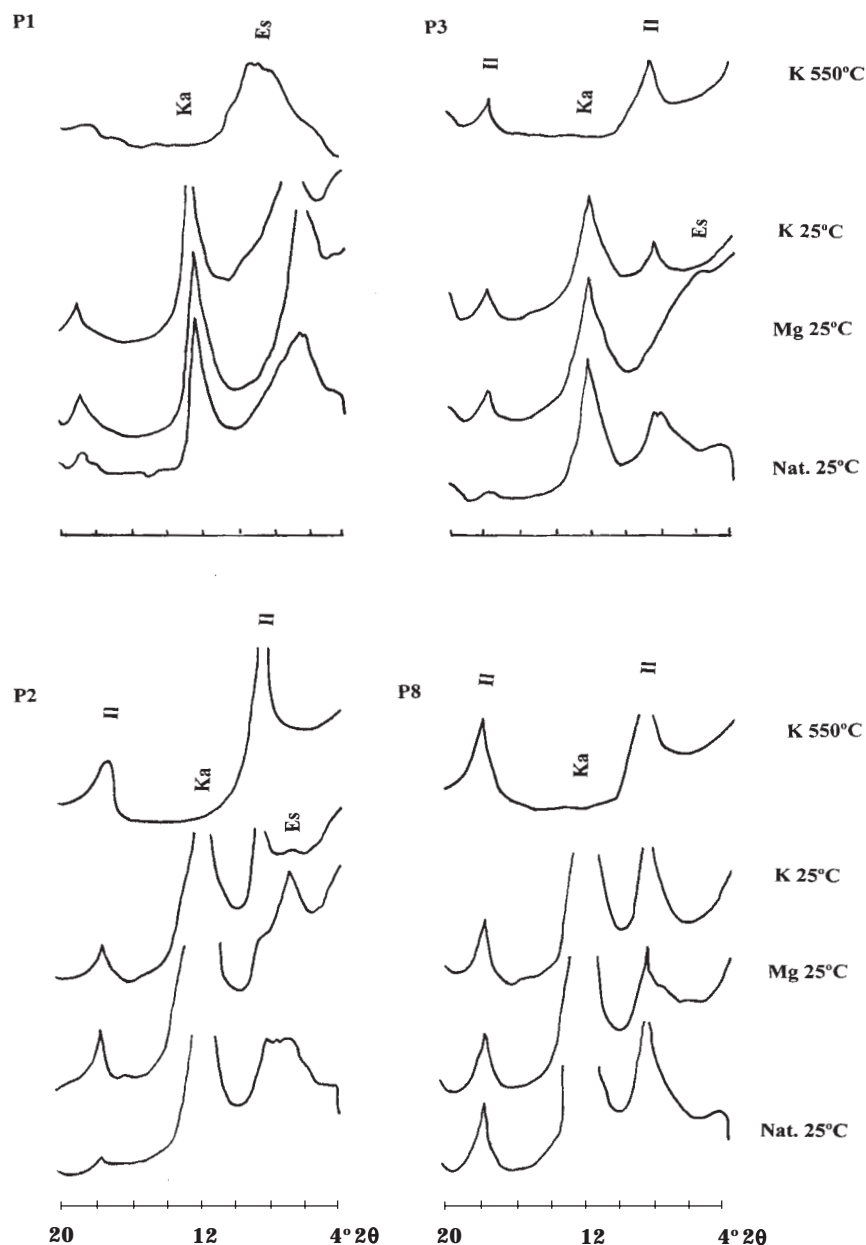 P1
Es
Ka
P3
Il
Il
Ka
Es
K 550ºC
K 25ºC
Mg 25ºC
Nat. 25ºC
P2
Il
Il
Ka
Es
P8
Il
Il
Ka
K 550ºC
K 25ºC
Mg 25ºC
Nat. 25ºC
20 12 4º 2θ
20 12 4º 2θ